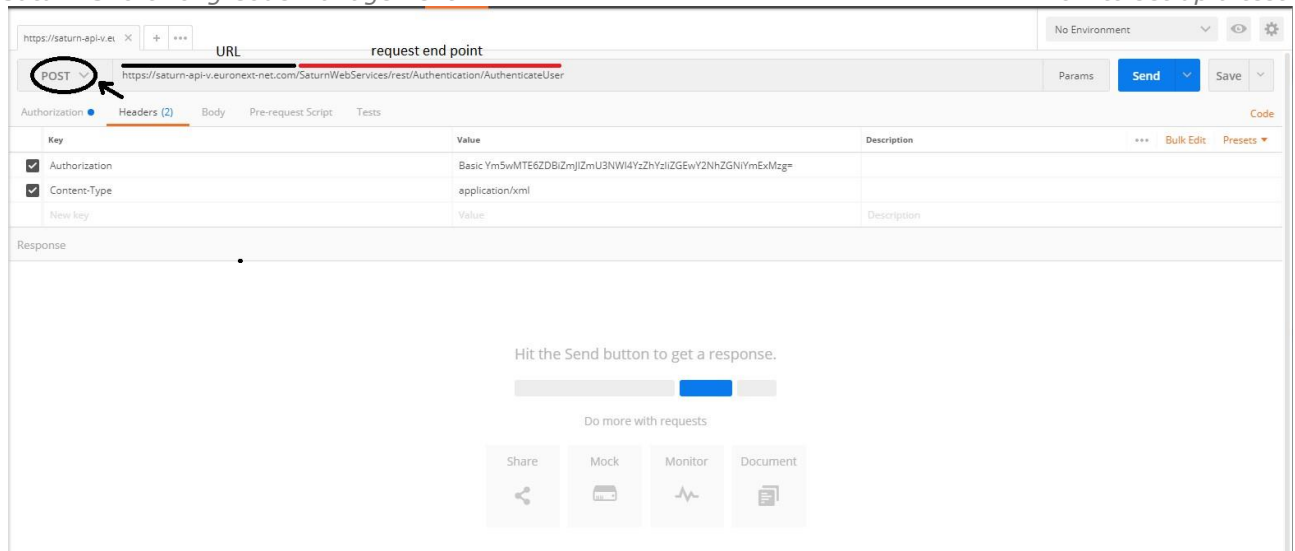 https://saturn-api-v.eu
No Environment
URL request end point
POST https://saturn-api-v.euronext-net.com/SaturnWebServices/rest/Authentication/AuthenticateUser Params Send Save
Authorization Headers (2) Body Pre-request Script Tests Code
Key Value Description Bulk Edit Presets
Authorization
Content-Type application/xml
New key Value Description
Response
Hit the Send button to get a response.
Do more with requests
Share Mock Monitor Document